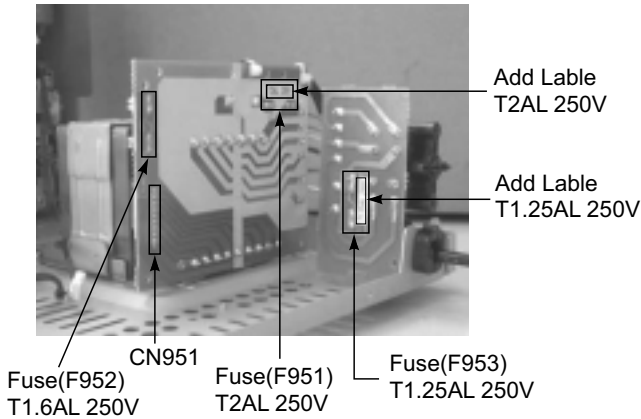 Add Lable
T2AL 250V
Add Lable
T1.25AL 250V
CN951
Fuse(F952)
T1.6AL 250V
Fuse(F951)
T2AL 250V
Fuse(F953)
T1.25AL 250V